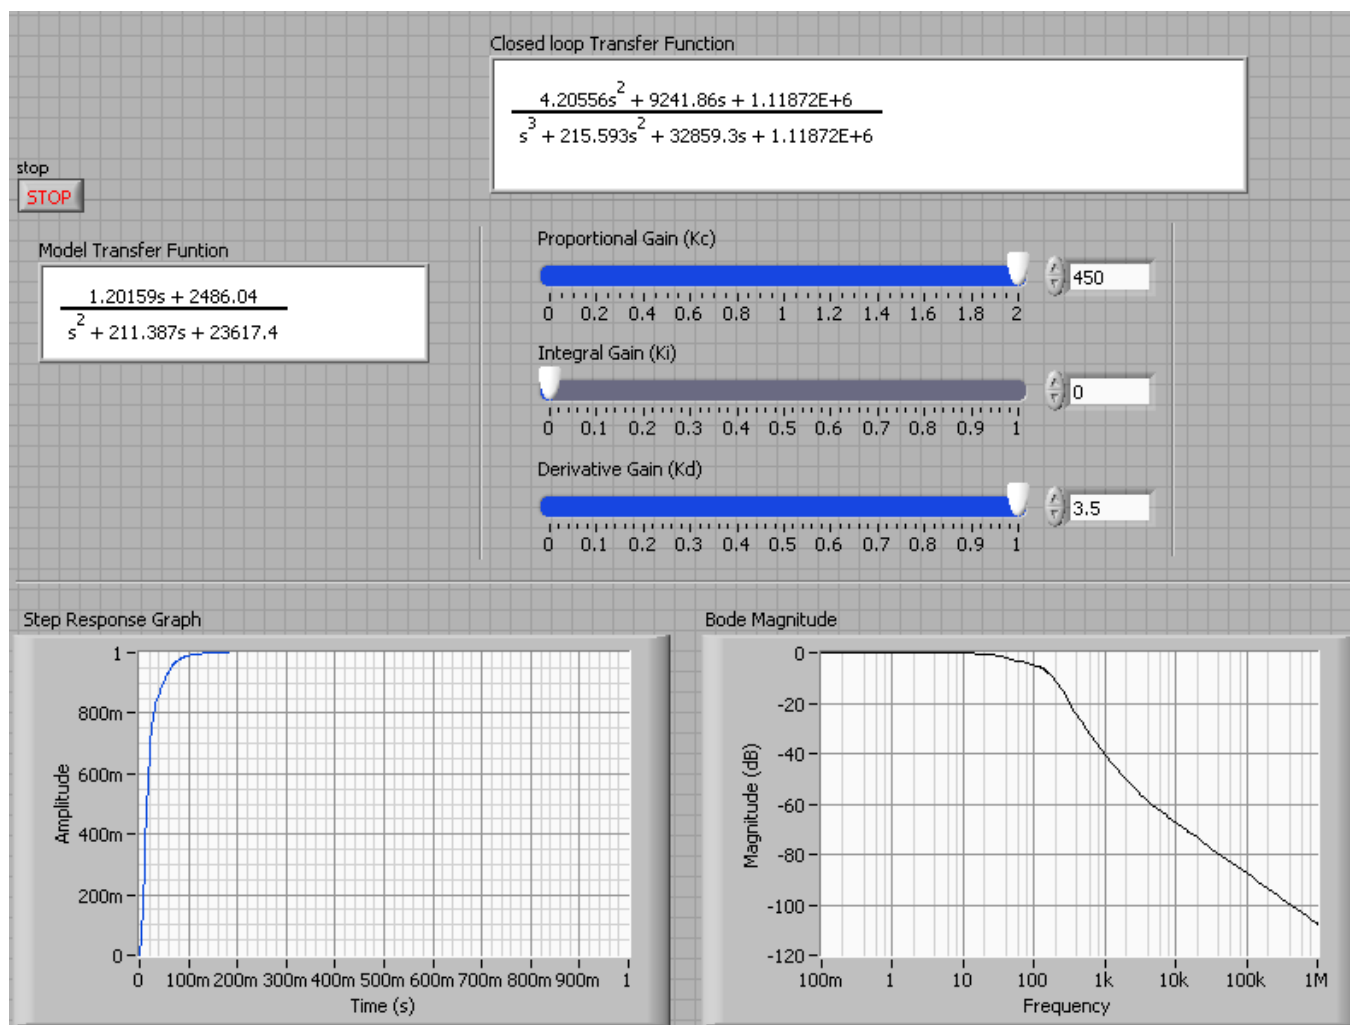 Closed loop Transfer Function
4.20556s^2 + 9241.86s + 1.11872E+6
s^3 + 215.593s^2 + 32859.3s + 1.11872E+6
stop
STOP
Model Transfer Funtion
1.20159s + 2486.04
s^2 + 211.387s + 23617.4
Proportional Gain (Kc)
450
0 0.2 0.4 0.6 0.8 1 1.2 1.4 1.6 1.8 2
Integral Gain (Ki)
0
0 0.1 0.2 0.3 0.4 0.5 0.6 0.7 0.8 0.9 1
Derivative Gain (Kd)
3.5
0 0.1 0.2 0.3 0.4 0.5 0.6 0.7 0.8 0.9 1
Step Response Graph
1
800m
600m
400m
200m
0
Amplitude
0 100m 200m 300m 400m 500m 600m 700m 800m 900m 1
Time (s)
Bode Magnitude
0
-20
-40
-60
-80
-100
-120
Magnitude (dB)
100m 1 10 100 1k 10k 100k 1M
Frequency